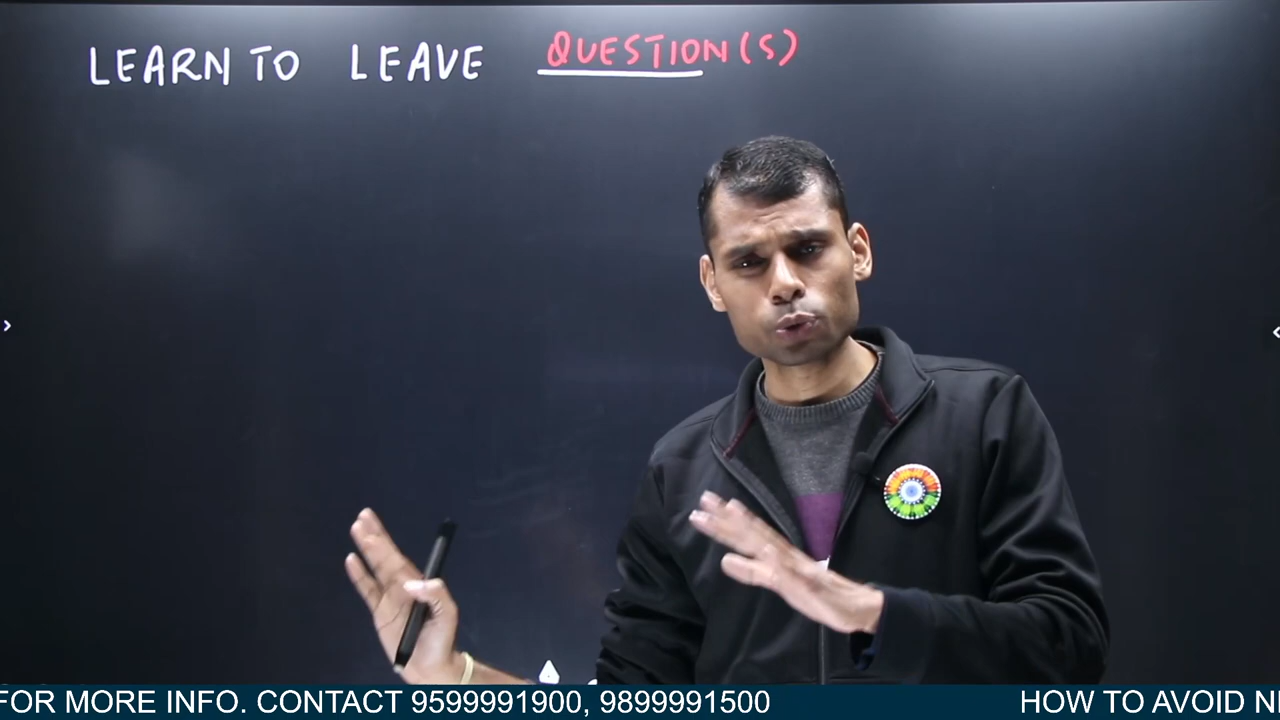 LEARN TO LEAVE QUESTION(S)
FOR MORE INFO. CONTACT 9599991900, 9899991500 HOW TO AVOID